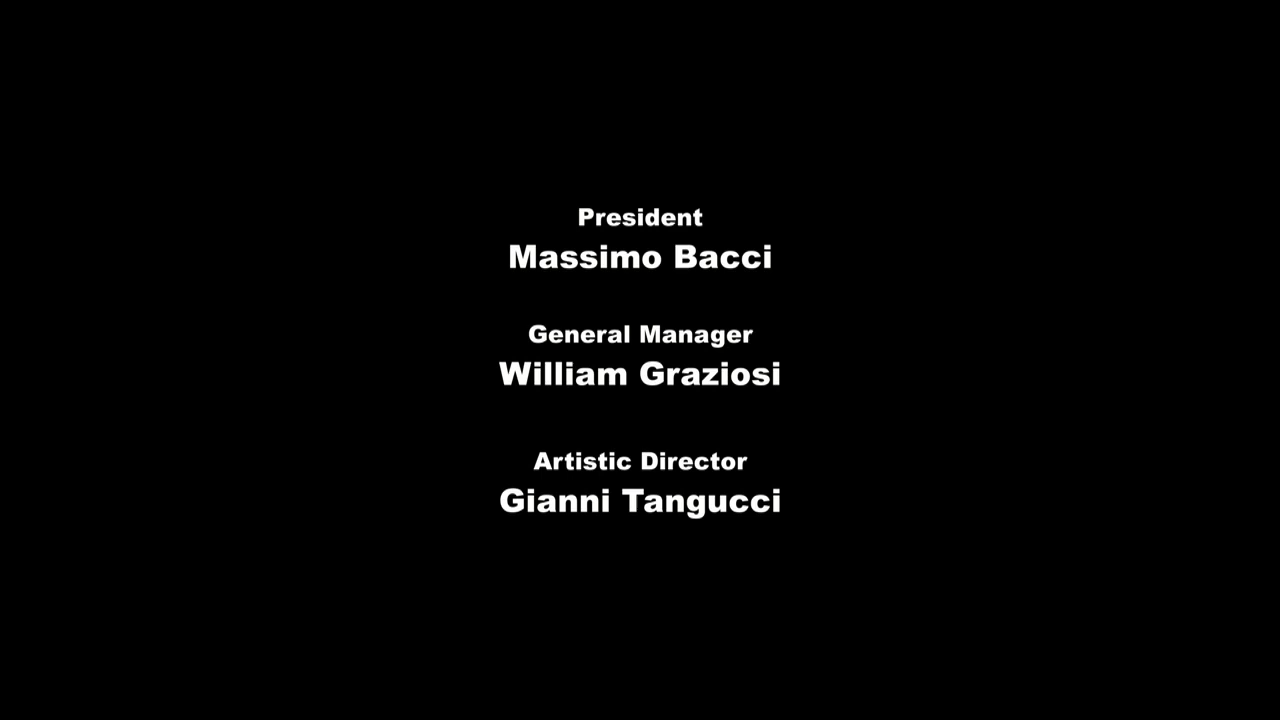 President
Massimo Bacci
General Manager
William Graziosi
Artistic Director
Gianni Tangucci